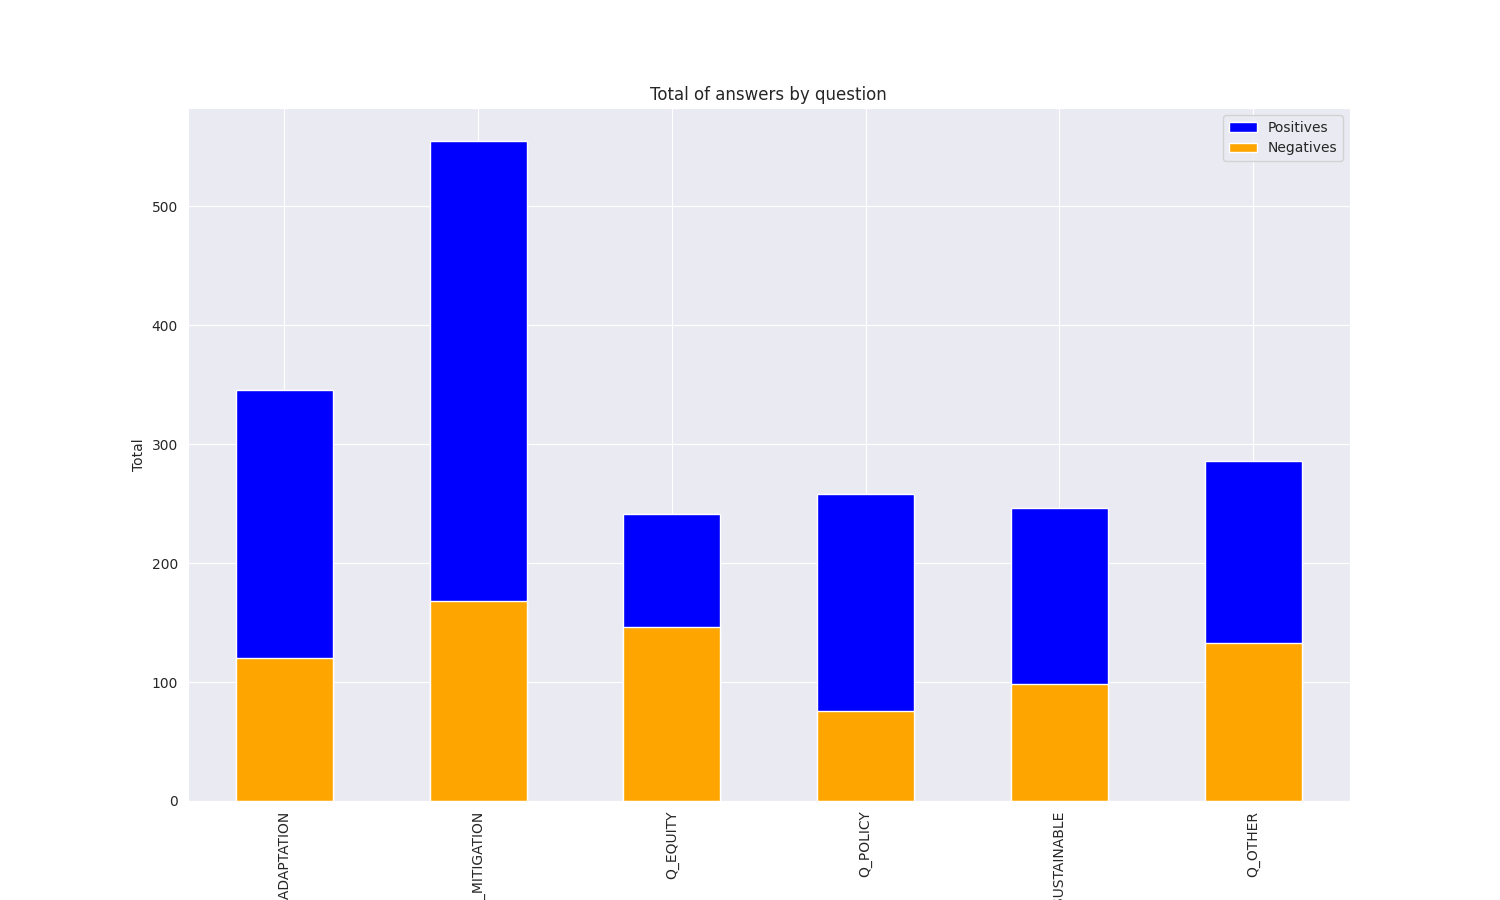 Total of answers by question
Positives
Negatives
Total
500
400
300
200
100
0
ADAPTATION
_MITIGATION
Q_EQUITY
Q_POLICY
SUSTAINABLE
Q_OTHER